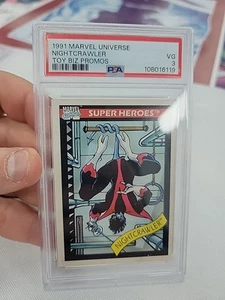 1991 MARVEL UNIVERSE
VG
NIGHTCRAWLER
3
TOY BIZ PROMOS
PSA
108016119
MARVEL
SUPER HEROES
NIGHTCRAWLER